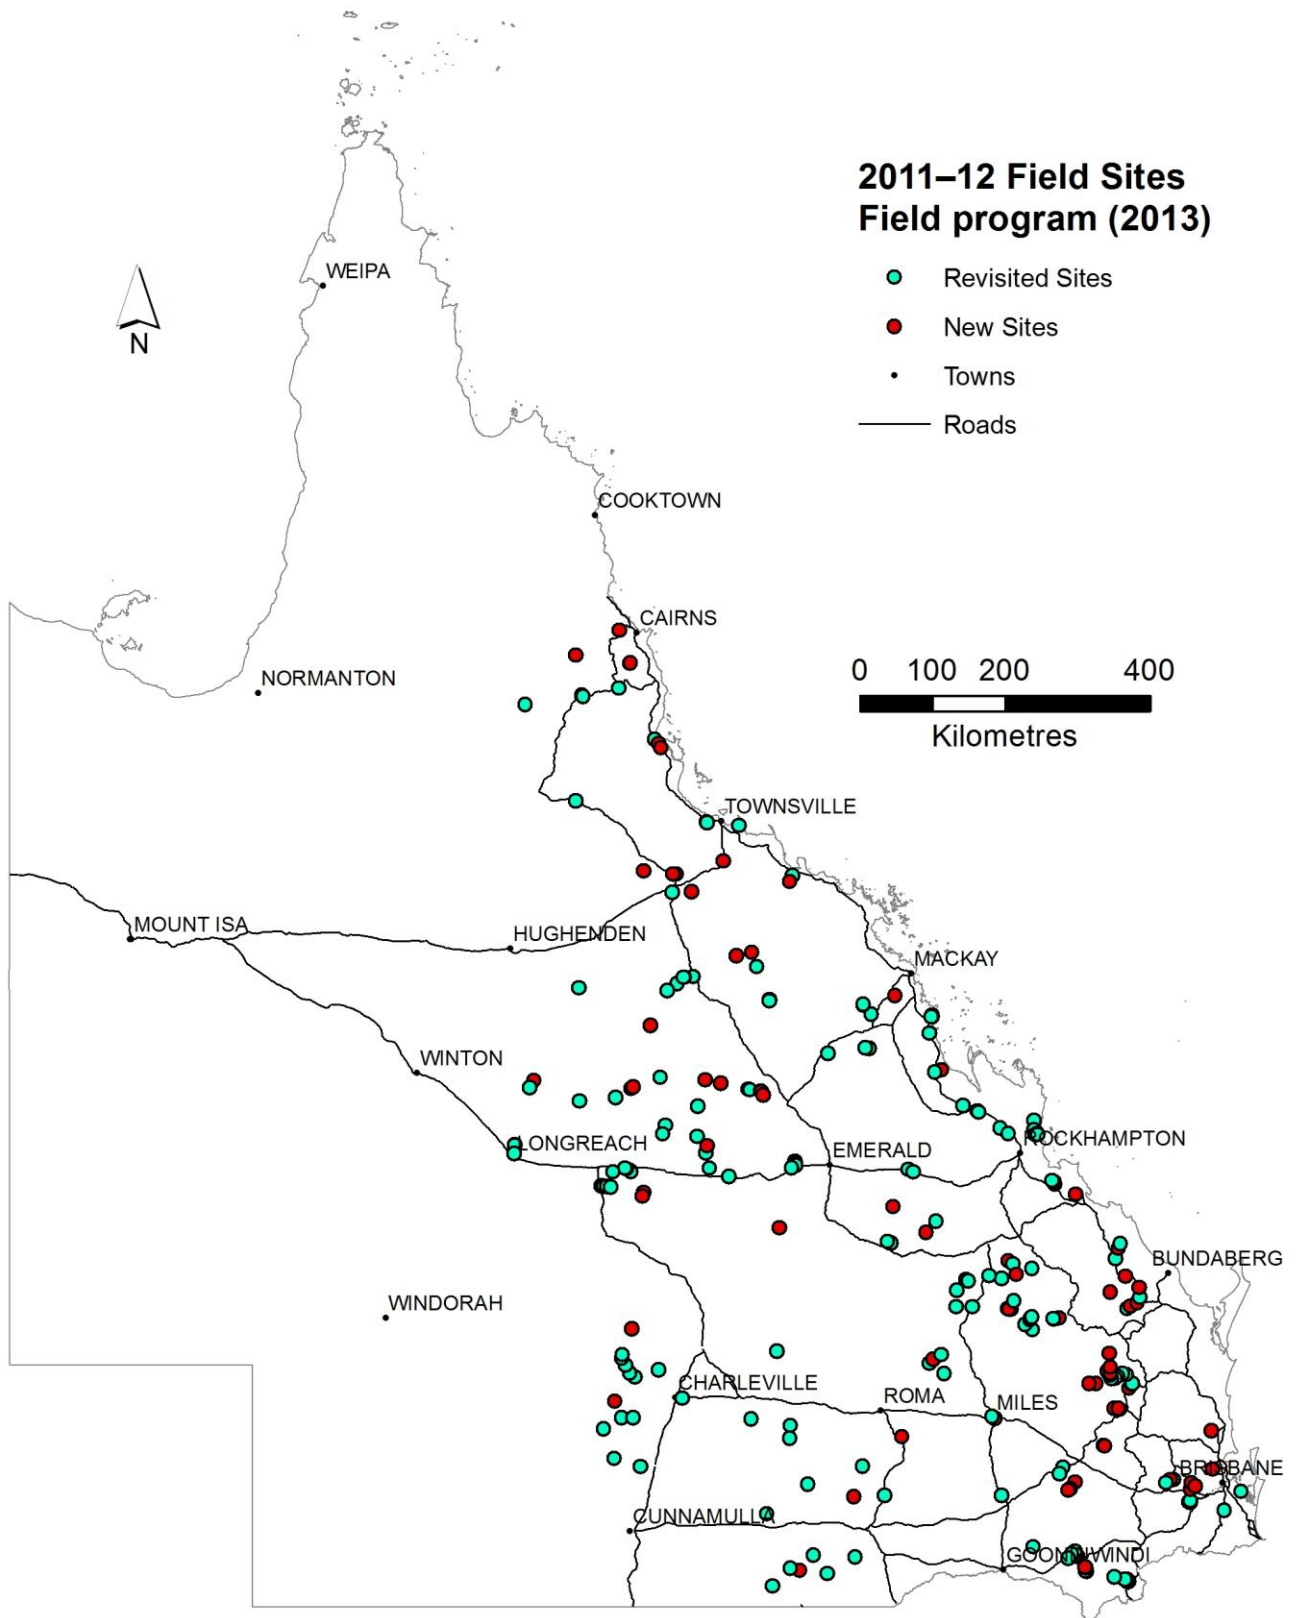 2011–12 Field Sites
Field program (2013)
Revisited Sites
New Sites
Towns
Roads
N
WEIPA
COOKTOWN
CAIRNS
NORMANTON
0 100 200 400
Kilometres
TOWNSVILLE
MOUNT ISA
HUGHENDEN
MACKAY
WINTON
LONGREACH
EMERALD
ROCKHAMPTON
BUNDABERG
WINDORAH
CHARLEVILLE
ROMA
MILES
BRISBANE
CUNNAMULLA
GOONDIWINDI